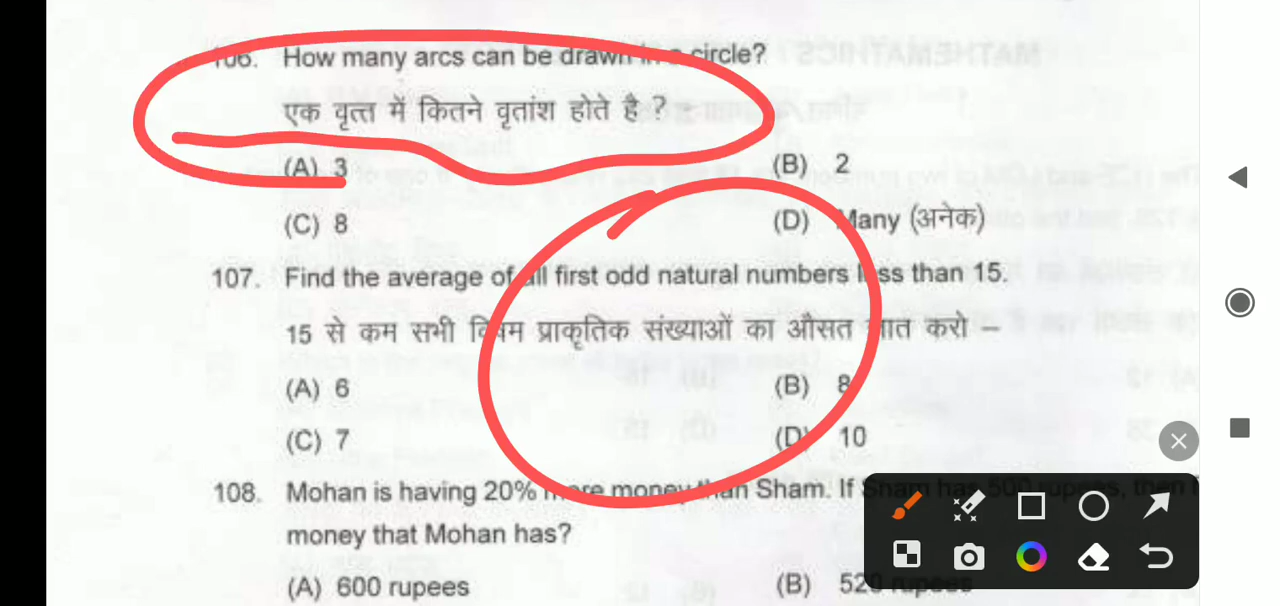 106. How many arcs can be drawn in a circle?
एक वृत्त में कितने वृतांश होते है ?
(A) 3 (B) 2
(C) 8 (D) Many (अनेक)
107. Find the average of all first odd natural numbers less than 15.
15 से कम सभी विषम प्राकृतिक संख्याओं का औसत ज्ञात करो –
(A) 6 (B) 8
(C) 7 (D) 10
108. Mohan is having 20% more money than Sham. If Sham has 500 rupees, then
money that Mohan has?
(A) 600 rupees (B) 520 rupees